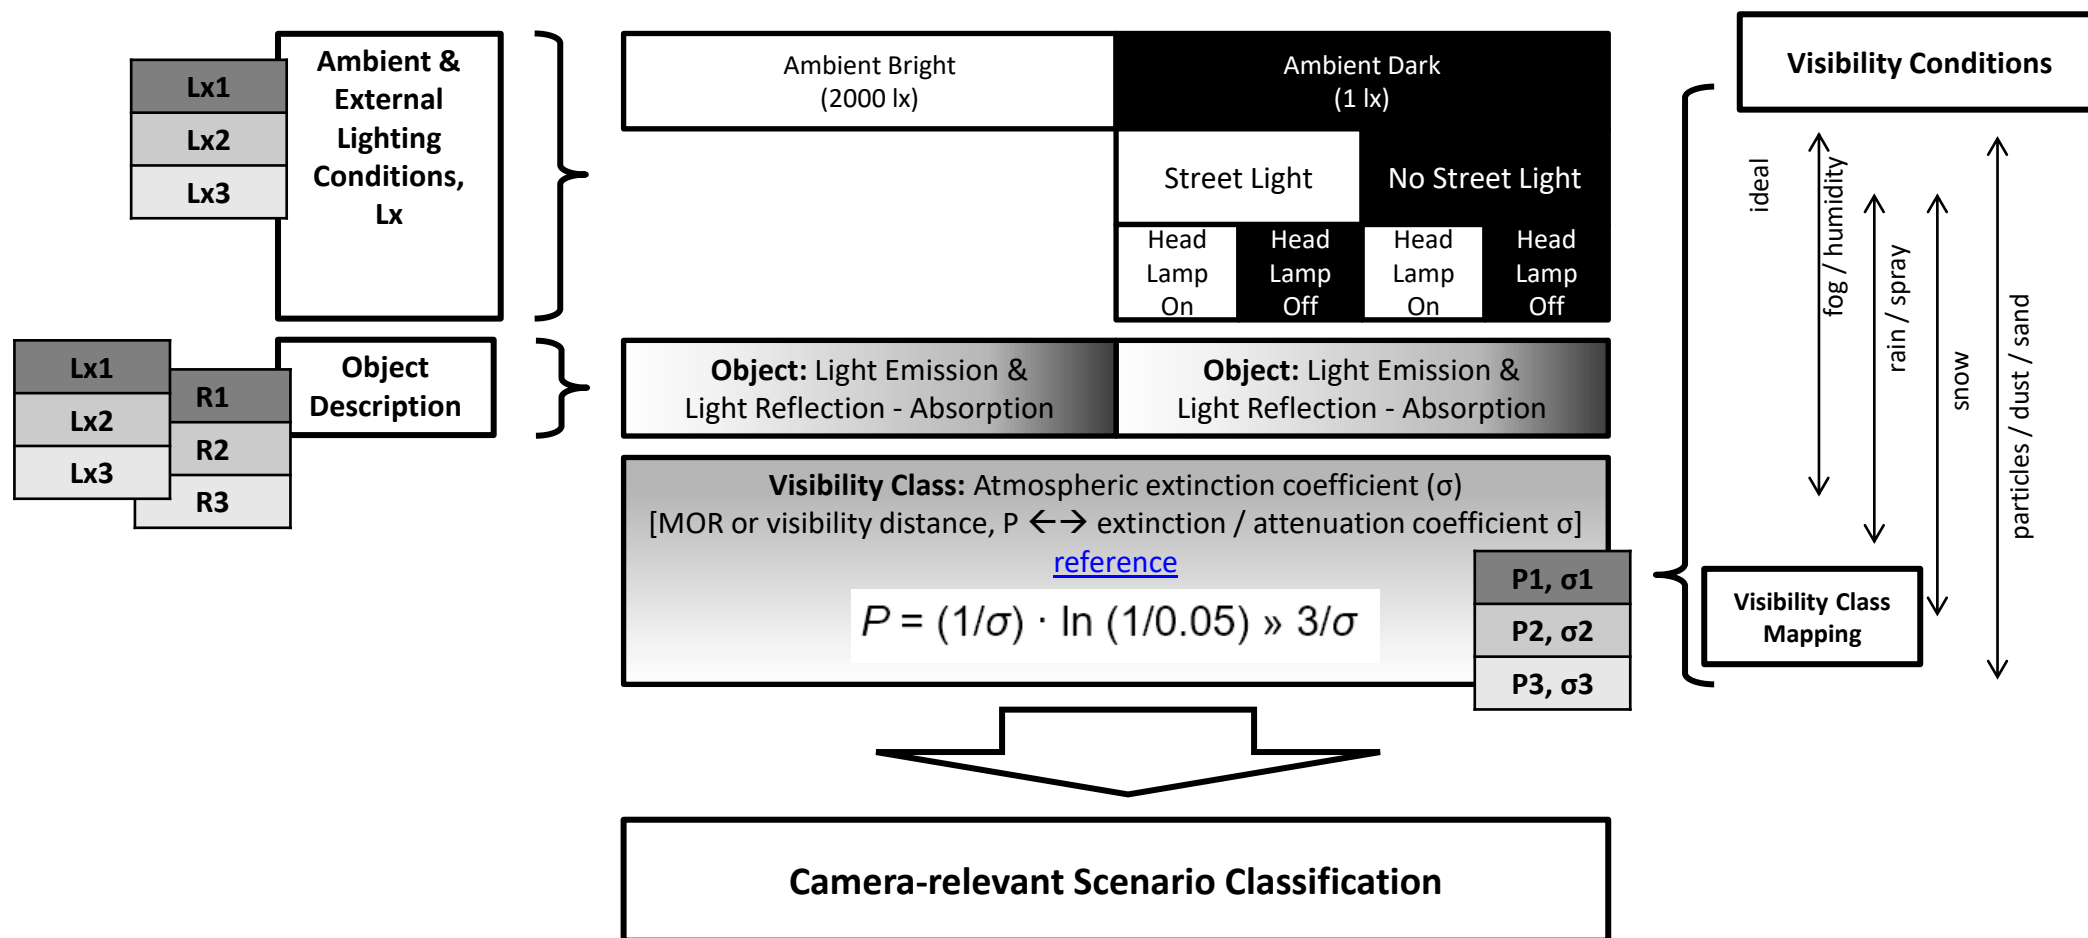 Lx1
Lx2
Lx3
Ambient &
External
Lighting
Conditions,
Lx
Ambient Bright
(2000 lx)
Ambient Dark
(1 lx)
Street Light
No Street Light
Head
Lamp
On
Head
Lamp
Off
Head
Lamp
On
Head
Lamp
Off
Lx1
Lx2
Lx3
R1
R2
R3
Object
Description
Object: Light Emission &
Light Reflection - Absorption
Object: Light Emission &
Light Reflection - Absorption
Visibility Class: Atmospheric extinction coefficient (σ)
[MOR or visibility distance, P ←→ extinction / attenuation coefficient σ]
reference
P = (1/σ) · ln (1/0.05) » 3/σ
P1, σ1
P2, σ2
P3, σ3
Visibility Conditions
ideal
fog / humidity
rain / spray
snow
particles / dust / sand
Visibility Class
Mapping
Camera-relevant Scenario Classification